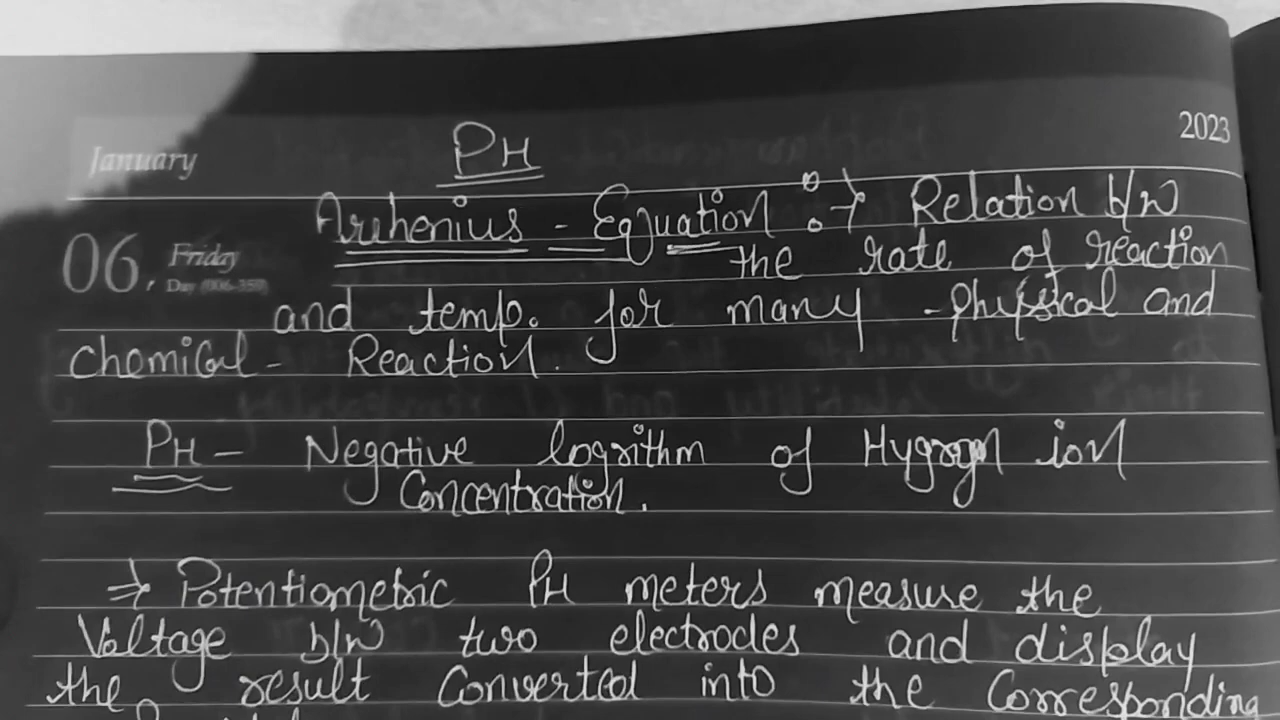 January
2023
PH
Arrhenius - Equation :→ Relation b/w
06, Friday
Day (006-359)
the rate of reaction
and temp. for many - physical and
chemical - Reaction.
PH - Negative logrithm of Hygrogn ion
Concentration.
⇒ Potentiometric PH meters measure the
Voltage b/w two electrodes and display
the result Converted into the Corresponding